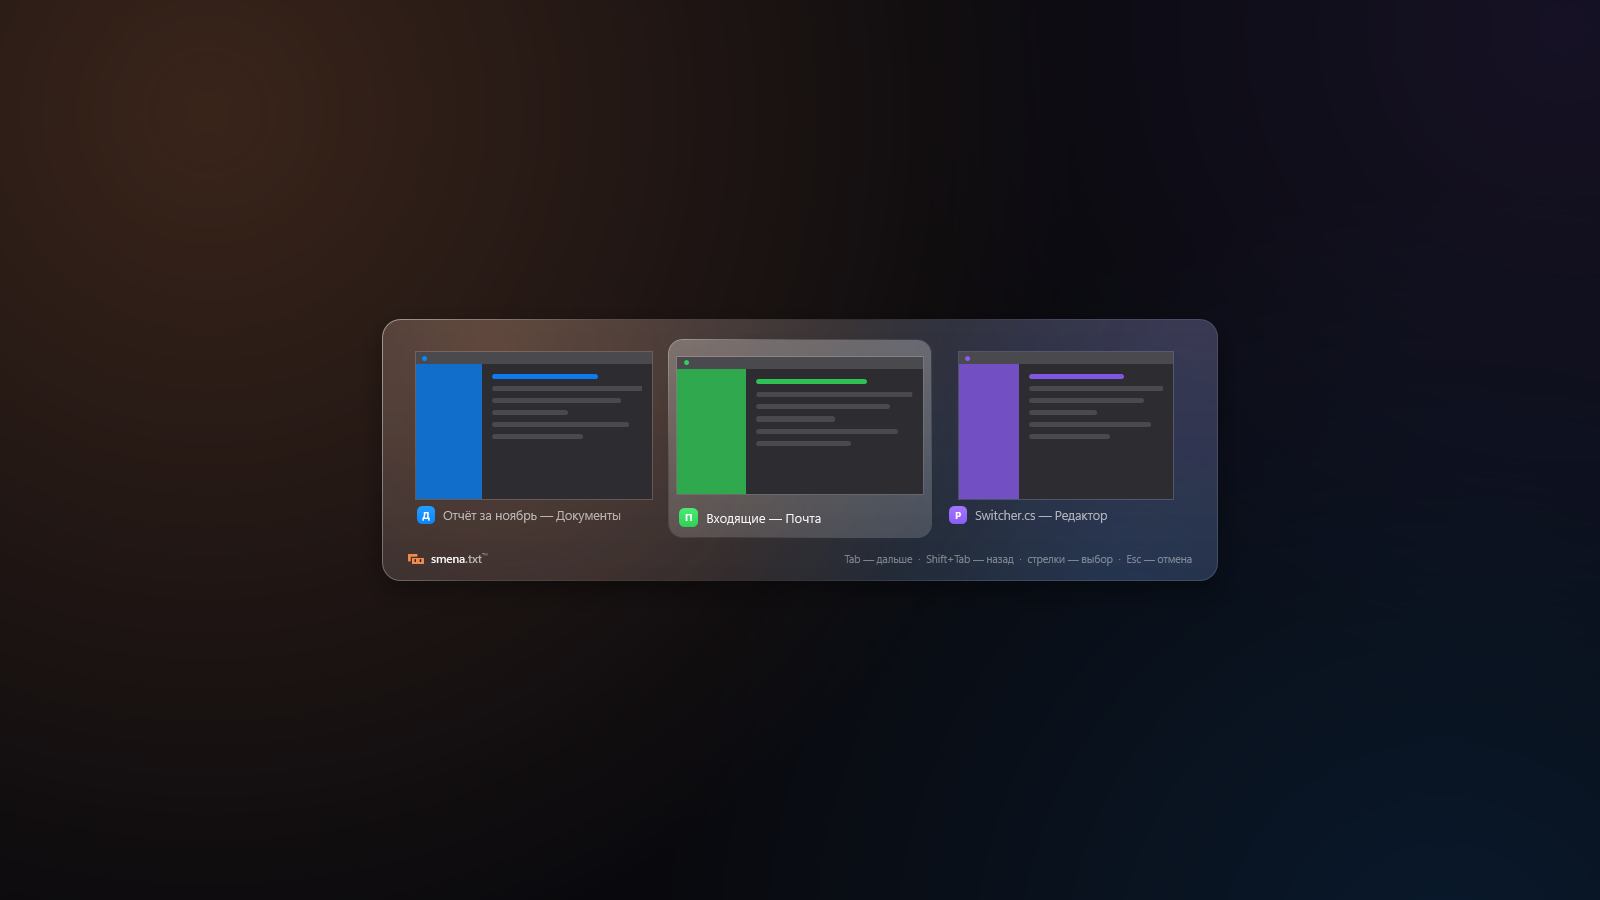 Д Отчёт за ноябрь — Документы
П Входящие — Почта
P Switcher.cs — Редактор
smena.txt™
Tab — дальше · Shift+Tab — назад · стрелки — выбор · Esc — отмена